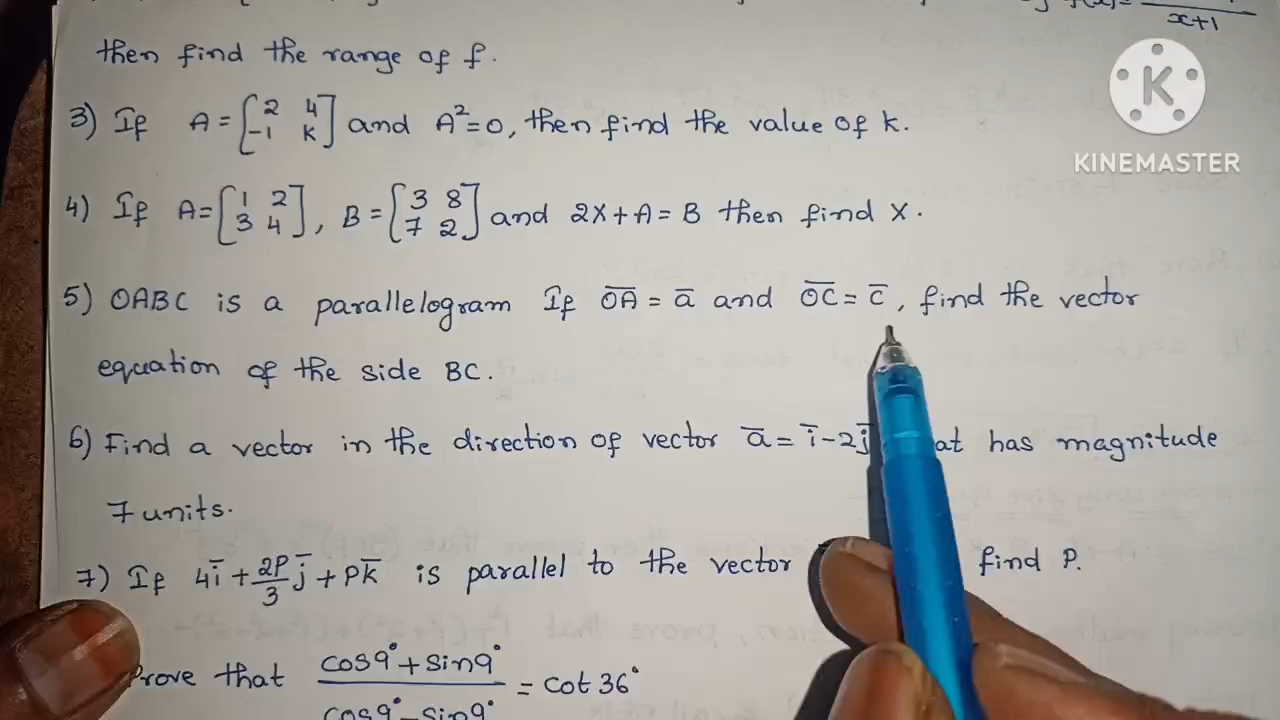 x+1
then find the range of f.
3) If A = [2 4 -1 k] and A²=0, then find the value of k.
4) If A=[1 2 3 4], B=[3 8 7 2] and 2X+A=B then find X.
5) OABC is a parallelogram If OA̅ = a̅ and OC̅ = c̅, find the vector
equation of the side BC.
6) Find a vector in the direction of vector a̅ = i̅-2j̅ has magnitude
7 units.
7) If 4i̅ + 2P/3 j̅ + Pk̅ is parallel to the vector find P.
Prove that cos9°+sin9° / cos9°-sin9° = cot 36°
K
KINEMASTER